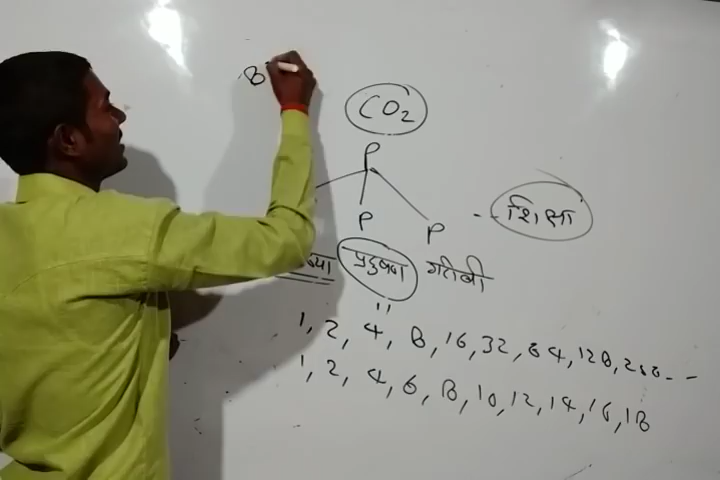 B
CO2
P
P P
शिक्षा
प्रदुषण गरीबी
"
1, 2, 4, 8, 16, 32, 64, 128, 256 - -
1, 2, 4, 6, 8, 10, 12, 14, 16, 18